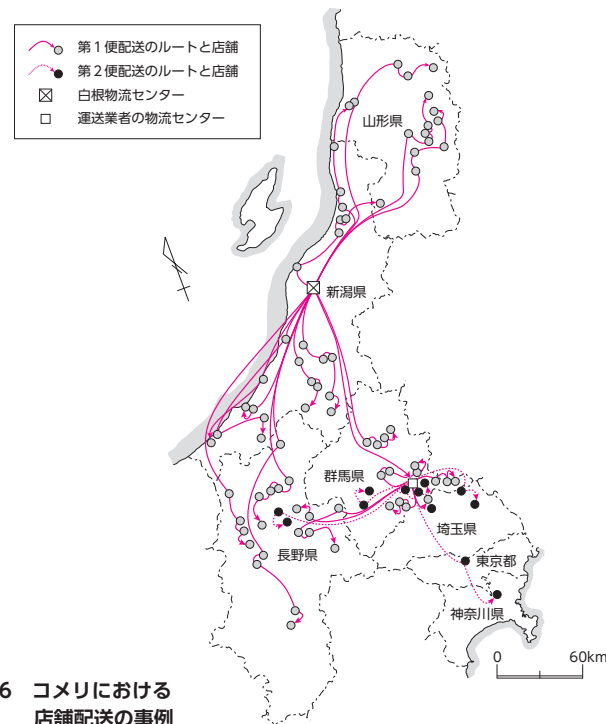 第1便配送のルートと店舗
第2便配送のルートと店舗
白根物流センター
運送業者の物流センター
山形県
新潟県
群馬県
埼玉県
長野県
東京都
神奈川県
0 60km
6 コメリにおける
店舗配送の事例